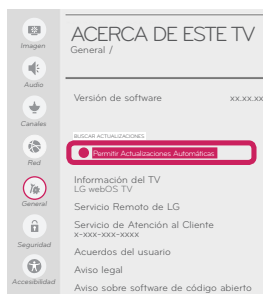 ACERCA DE ESTE TV
General /
Imagen
Audio
Canales
Red
General
Seguridad
Accesibilidad
Versión de software xx.xx.xx
BUSCAR ACTUALIZACIONES
Permitir Actualizaciones Automáticas
Información del TV
LG webOS TV
Servicio Remoto de LG
Servicio de Atención al Cliente
x-xxx-xxx-xxxx
Acuerdos del usuario
Aviso legal
Aviso sobre software de código abierto